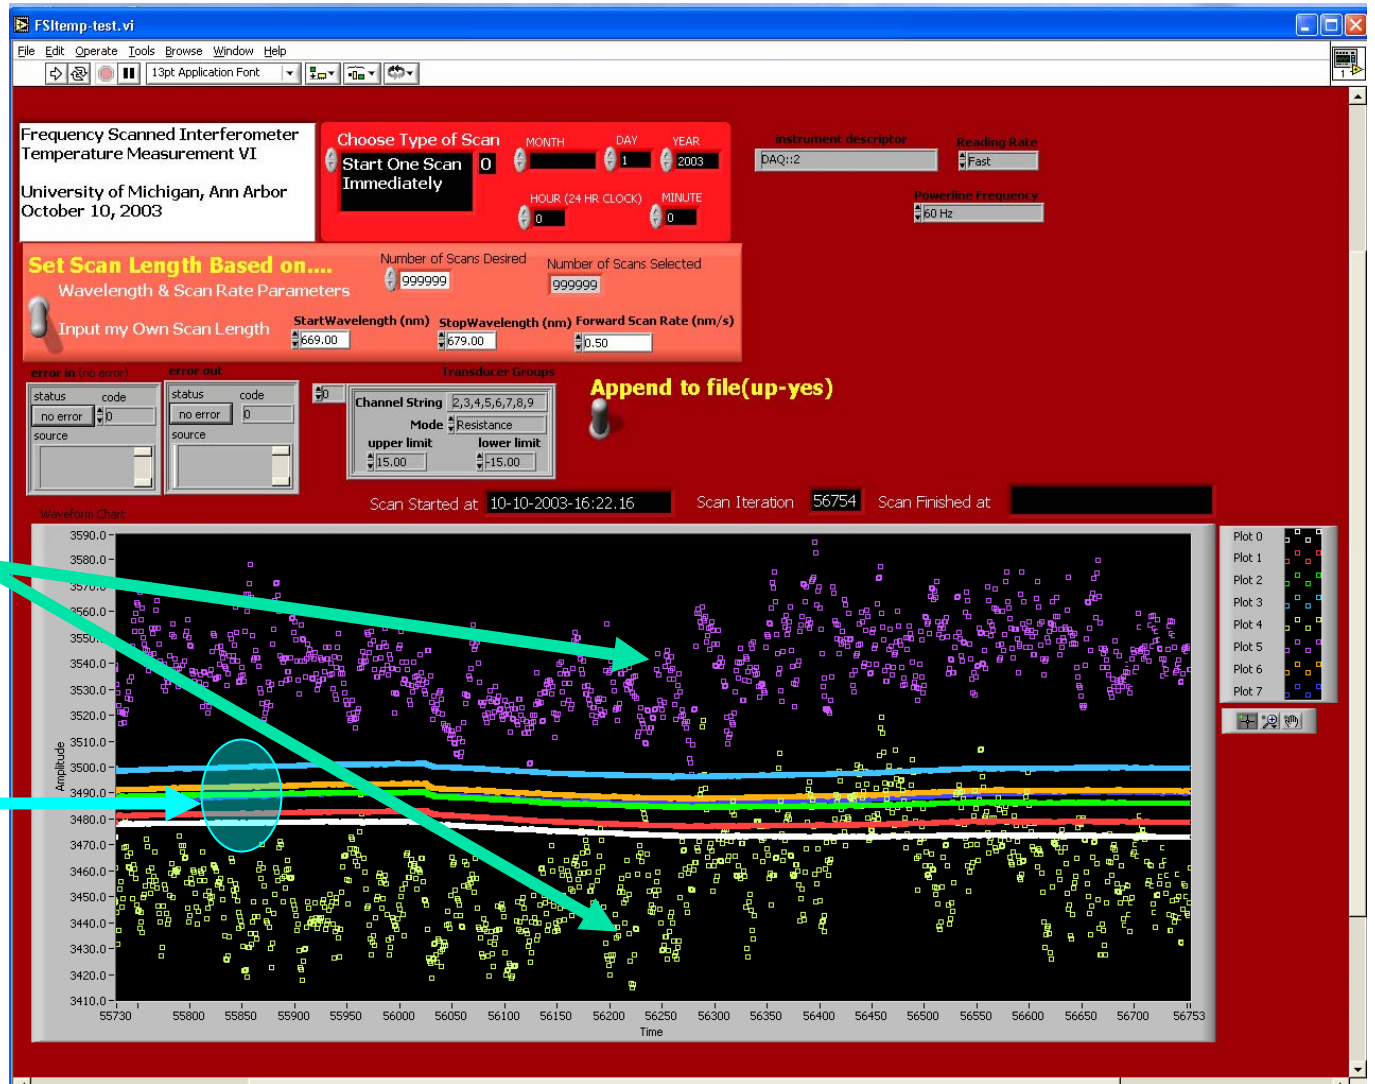 FSItemp-test.vi
File Edit Operate Tools Browse Window Help
13pt Application Font
1
Frequency Scanned Interferometer
Temperature Measurement VI
University of Michigan, Ann Arbor
October 10, 2003
Choose Type of Scan
Start One Scan
Immediately
0
MONTH DAY YEAR
1 2003
HOUR (24 HR CLOCK) MINUTE
0 0
instrument descriptor
DAQ::2
Reading Rate
Fast
Powerline Frequency
60 Hz
Set Scan Length Based on....
Wavelength & Scan Rate Parameters
Input my Own Scan Length
Number of Scans Desired
999999
Number of Scans Selected
999999
StartWavelength (nm) StopWavelength (nm) Forward Scan Rate (nm/s)
669.00 679.00 0.50
error in (no error)
status code
no error 0
source
error out
status code
no error 0
source
Transducer Groups
0
Channel String 2,3,4,5,6,7,8,9
Mode Resistance
upper limit lower limit
15.00 -15.00
Append to file(up-yes)
Scan Started at 10-10-2003-16:22.16 Scan Iteration 56754 Scan Finished at
Waveform Chart
3590.0
3580.0
3570.0
3560.0
3550.0
3540.0
3530.0
3520.0
3510.0
3500.0
3490.0
3480.0
3470.0
3460.0
3450.0
3440.0
3430.0
3420.0
3410.0
Amplitude
55730 55800 55850 55900 55950 56000 56050 56100 56150 56200 56250 56300 56350 56400 56450 56500 56550 56600 56650 56700 56753
Time
Plot 0
Plot 1
Plot 2
Plot 3
Plot 4
Plot 5
Plot 6
Plot 7